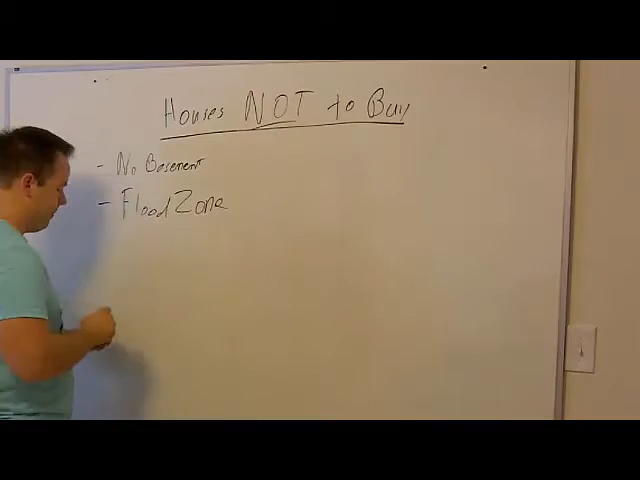 Houses NOT to Buy
- No Basement
- Flood Zone